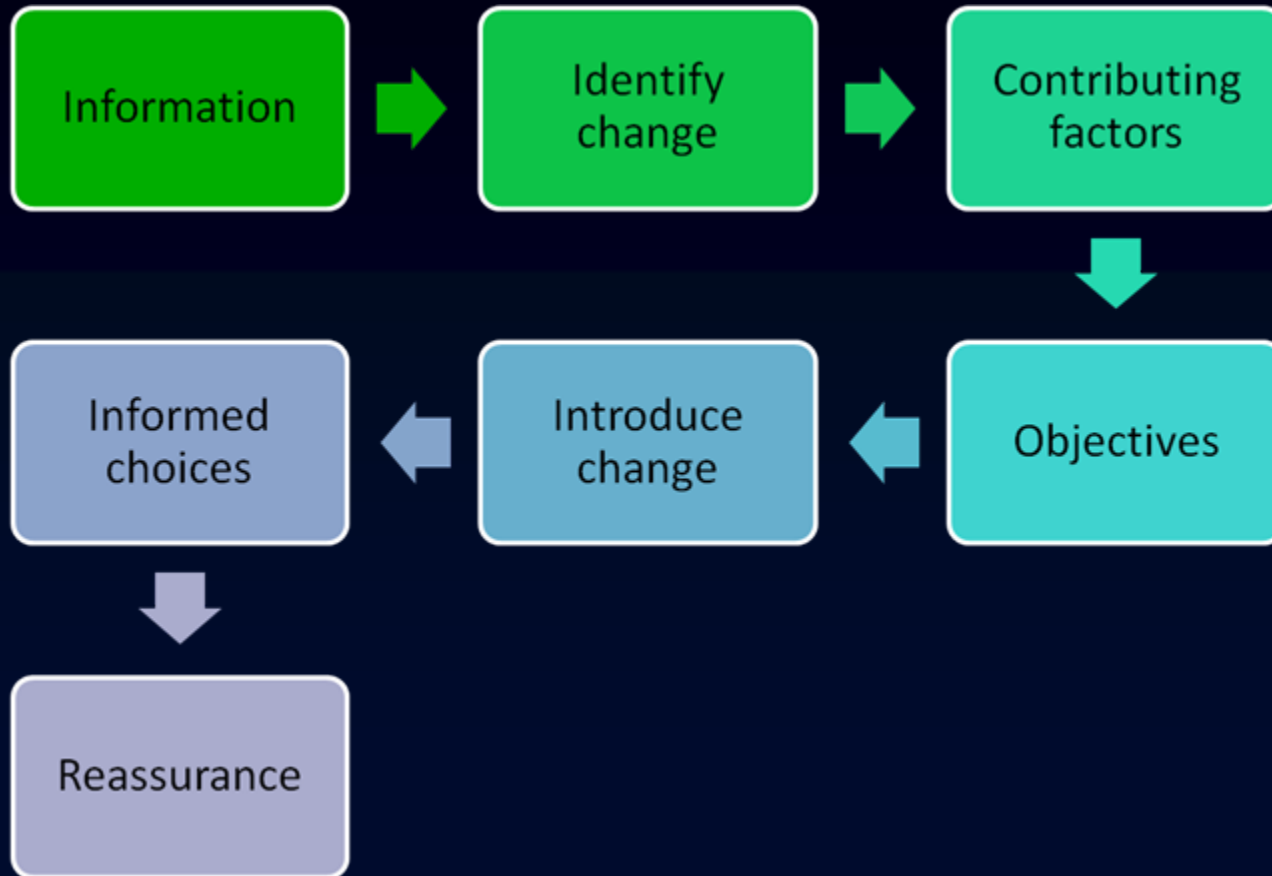 Information
Identify
change
Contributing
factors
Objectives
Introduce
change
Informed
choices
Reassurance